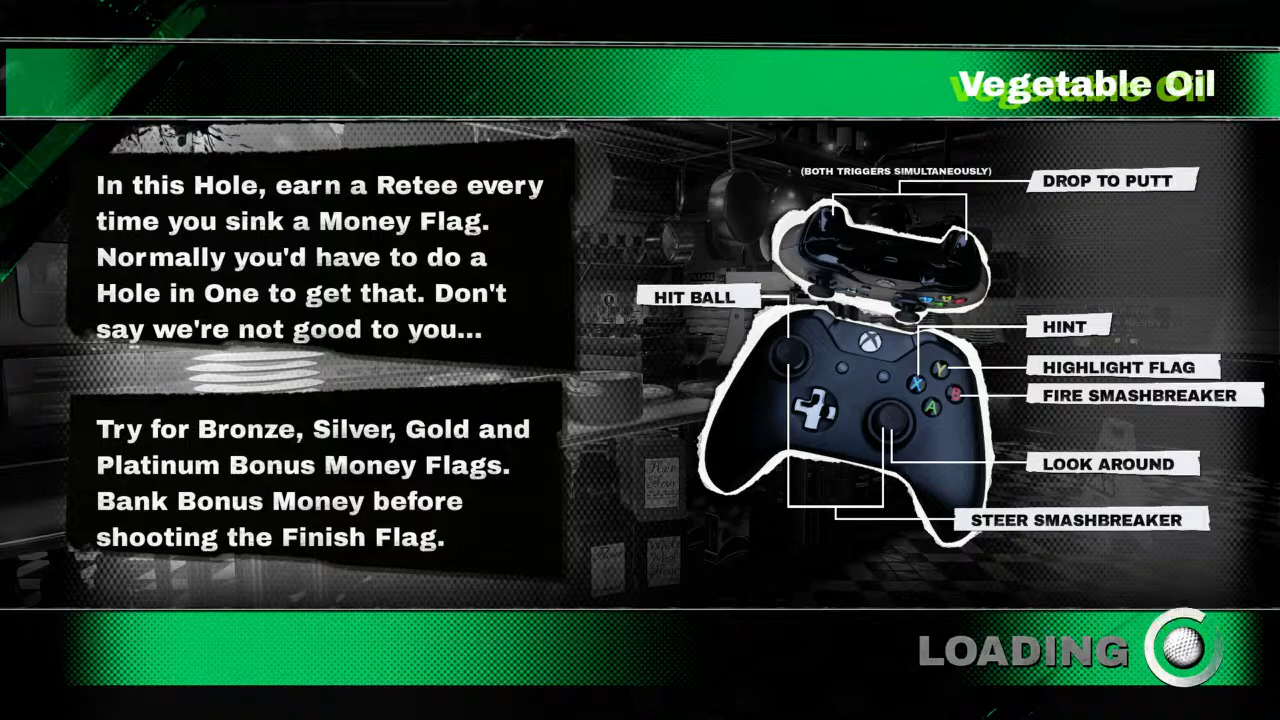 Vegetable Oil
In this Hole, earn a Retee every
time you sink a Money Flag.
Normally you'd have to do a
Hole in One to get that. Don't
say we're not good to you...
Try for Bronze, Silver, Gold and
Platinum Bonus Money Flags.
Bank Bonus Money before
shooting the Finish Flag.
(BOTH TRIGGERS SIMULTANEOUSLY)
DROP TO PUTT
HIT BALL
HINT
HIGHLIGHT FLAG
FIRE SMASHBREAKER
LOOK AROUND
STEER SMASHBREAKER
Y
X
B
A
LOADING